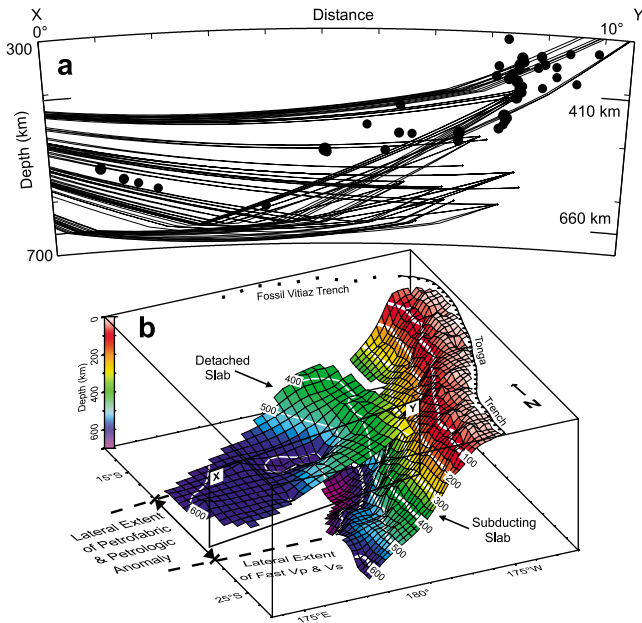 X
Distance
Y
0°
10°
300
a
410 km
Depth (km)
660 km
700
b
Fossil Vitiaz Trench
0
200
400
600
Depth (km)
Detached
Slab
400
500
600
Tonga
Trench
N
Y
X
100
200
300
400
500
600
Subducting
Slab
15°S
Lateral Extent
of Petrofabric
& Petrologic
Anomaly
Lateral Extent
of Fast Vp & Vs
25°S
175°E
180°
175°W